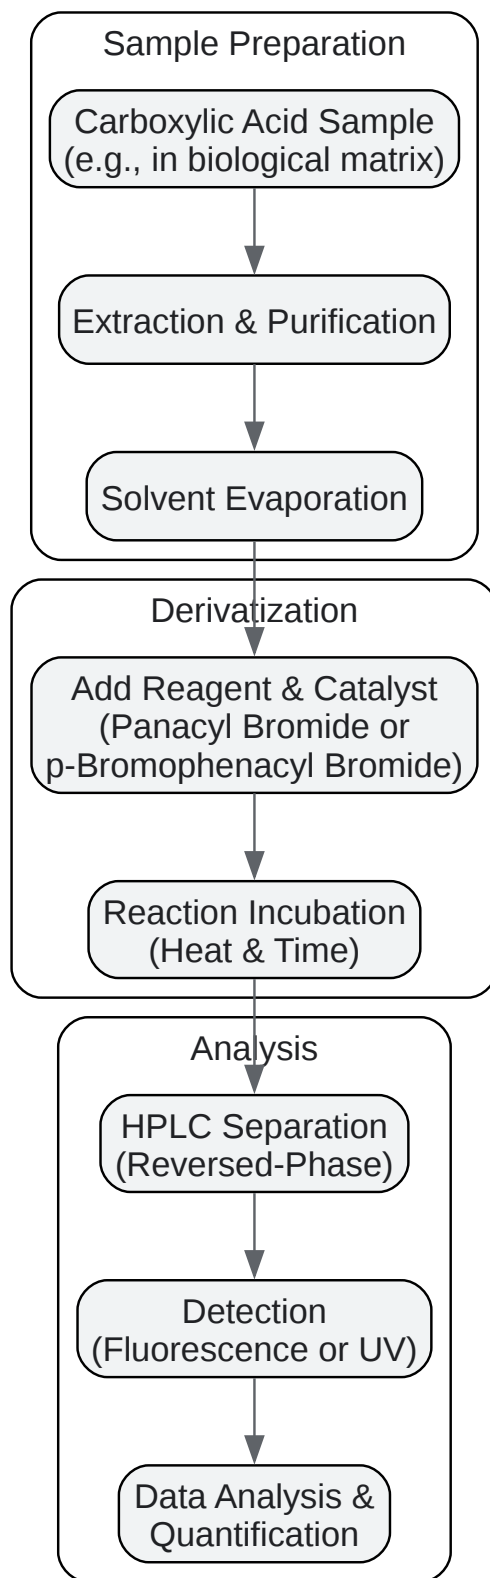 Sample Preparation
Carboxylic Acid Sample
(e.g., in biological matrix)
Extraction & Purification
Solvent Evaporation
Derivatization
Add Reagent & Catalyst
(Panacyl Bromide or
p-Bromophenacyl Bromide)
Reaction Incubation
(Heat & Time)
Analysis
HPLC Separation
(Reversed-Phase)
Detection
(Fluorescence or UV)
Data Analysis &
Quantification